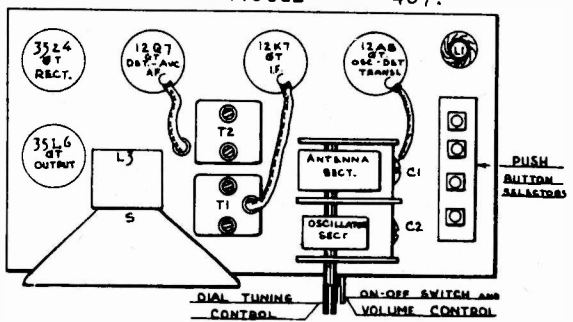 407.
35Z4
GT
RECT.
12Q7
GT
DET.-AVC
AF
12K7
GT
I.F.
12A8
GT
OSC-DET
TRANSL
L1
35L6
GT
OUTPUT
L3
S
T2
T1
ANTENNA
SECT.
OSCILLATOR
SECT
C1
C2
PUSH
BUTTON
SELECTORS
DIAL TUNING
CONTROL
ON-OFF SWITCH AND
VOLUME CONTROL